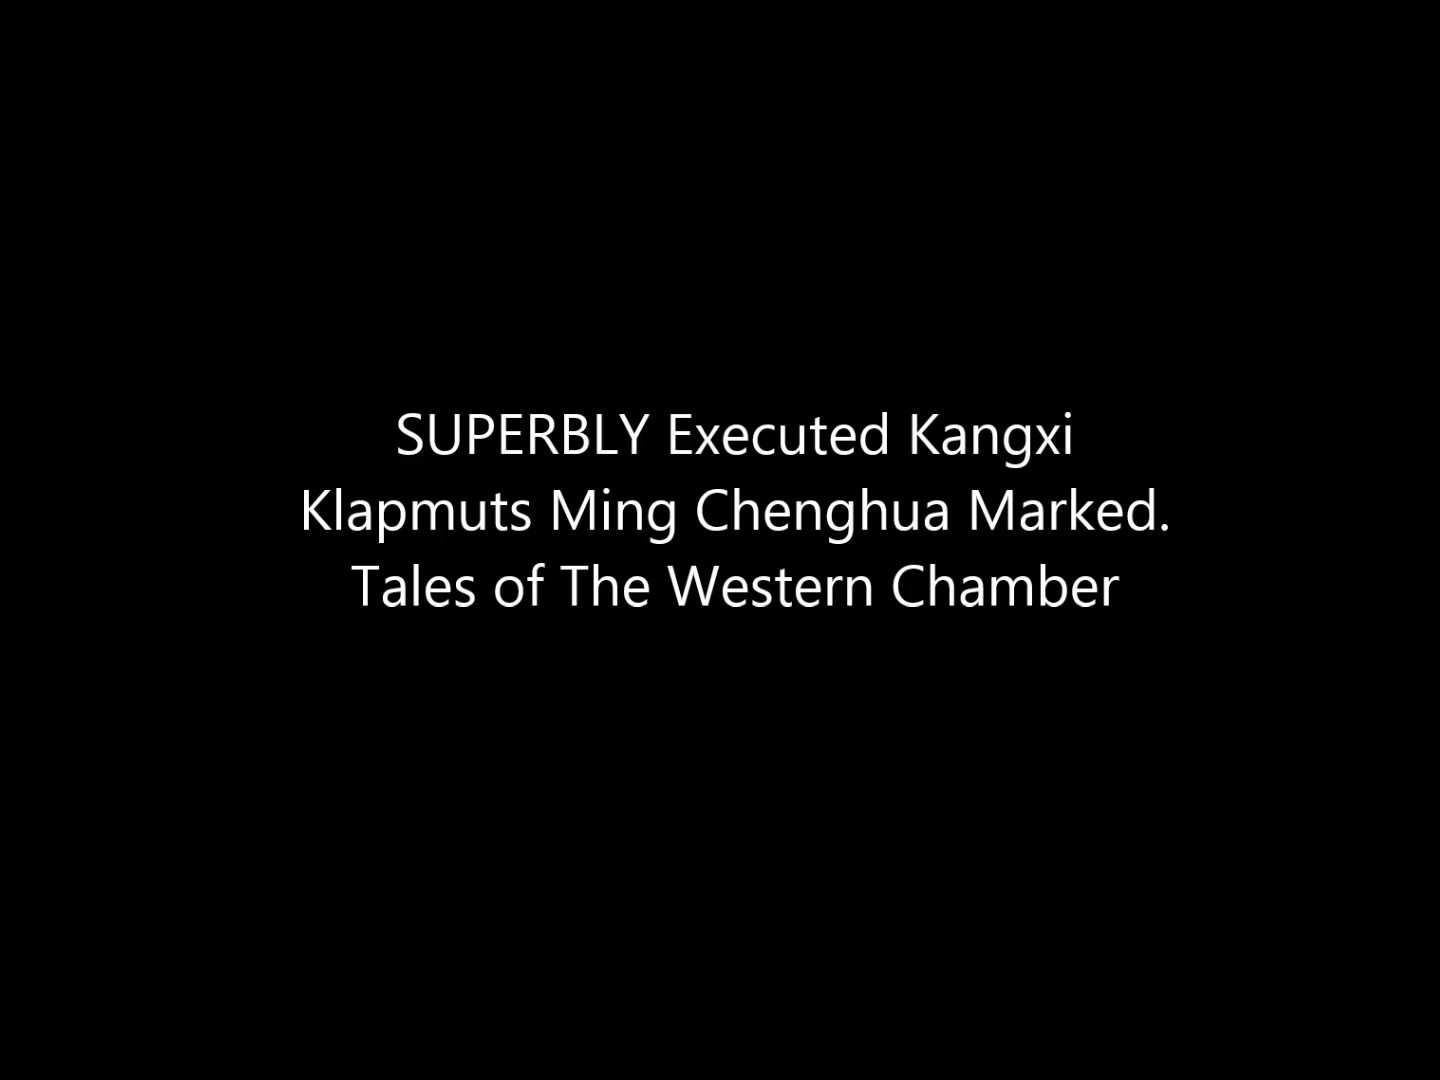 SUPERBLY Executed Kangxi
Klapmuts Ming Chenghua Marked.
Tales of The Western Chamber